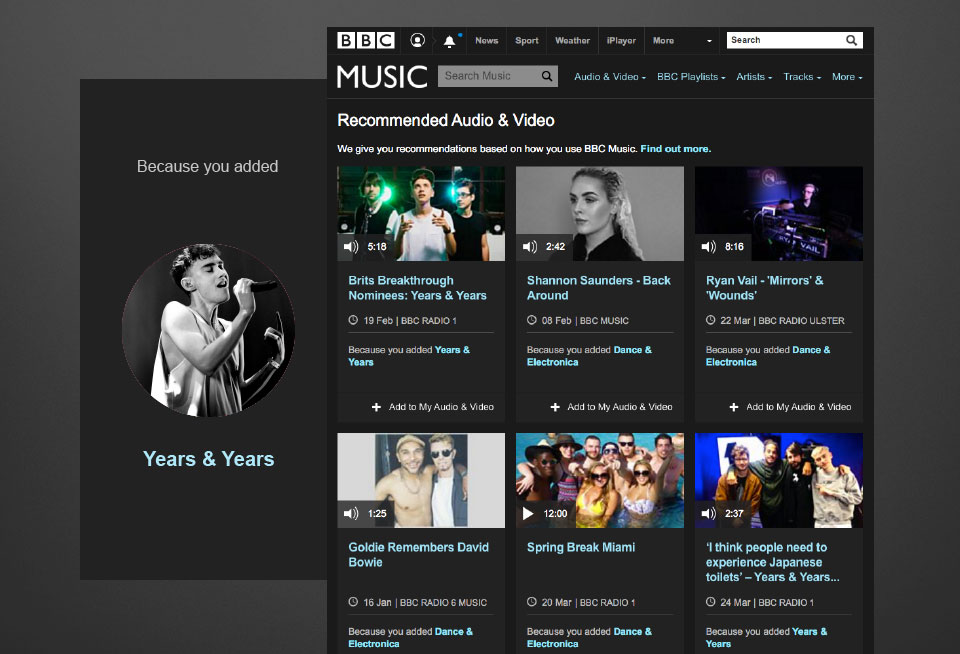 BBC
News
Sport
Weather
iPlayer
More
Search
MUSIC
Search Music
Audio & Video
BBC Playlists
Artists
Tracks
More
Because you added
Years & Years
Recommended Audio & Video
We give you recommendations based on how you use BBC Music. Find out more.
5:18
Brits Breakthrough
Nominees: Years & Years
19 Feb | BBC RADIO 1
Because you added Years &
Years
Add to My Audio & Video
2:42
Shannon Saunders - Back
Around
08 Feb | BBC MUSIC
Because you added Dance &
Electronica
Add to My Audio & Video
RYAN VAIL
8:16
Ryan Vail - 'Mirrors' &
'Wounds'
22 Mar | BBC RADIO ULSTER
Because you added Dance &
Electronica
Add to My Audio & Video
1:25
Goldie Remembers David
Bowie
16 Jan | BBC RADIO 6 MUSIC
Because you added Dance &
Electronica
12:00
Spring Break Miami
20 Mar | BBC RADIO 1
Because you added Dance &
Electronica
2:37
‘I think people need to
experience Japanese
toilets’ – Years & Years...
24 Mar | BBC RADIO 1
Because you added Years &
Years